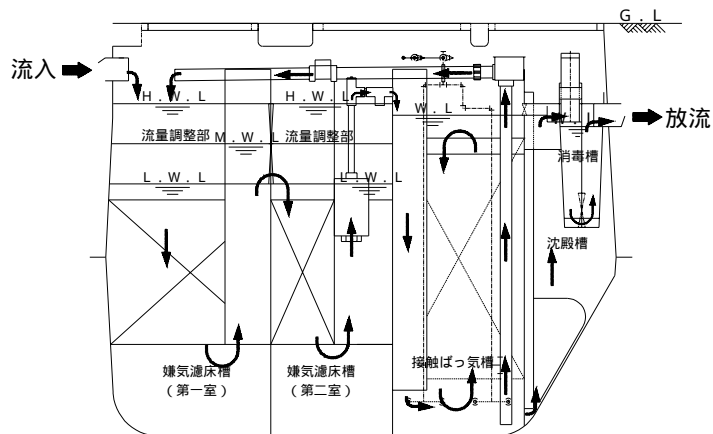 G.L
流入
H.W.L
H.W.L
W.L
放流
流量調整部
M.W.L
流量調整部
消毒槽
L.W.L
L.W.L
沈殿槽
接触ばっ気槽
嫌気濾床槽
(第一室)
嫌気濾床槽
(第二室)